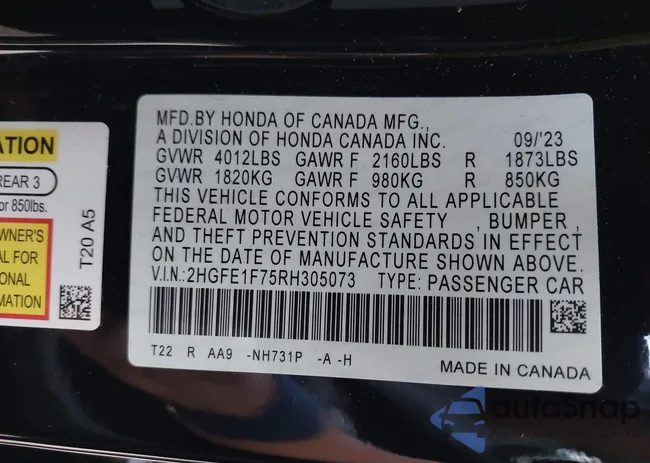 ATION
REAR 3
or 850lbs.
WNER'S
AL FOR
ONAL
MATION
T20 A5
MFD.BY HONDA OF CANADA MFG.,
A DIVISION OF HONDA CANADA INC. 09/'23
GVWR 4012LBS GAWR F 2160LBS R 1873LBS
GVWR 1820KG GAWR F 980KG R 850KG
THIS VEHICLE CONFORMS TO ALL APPLICABLE
FEDERAL MOTOR VEHICLE SAFETY , BUMPER ,
AND THEFT PREVENTION STANDARDS IN EFFECT
ON THE DATE OF MANUFACTURE SHOWN ABOVE.
V.I.N.:2HGFE1F75RH305073 TYPE: PASSENGER CAR
T22 R AA9 -NH731P -A -H
MADE IN CANADA
autoSnap